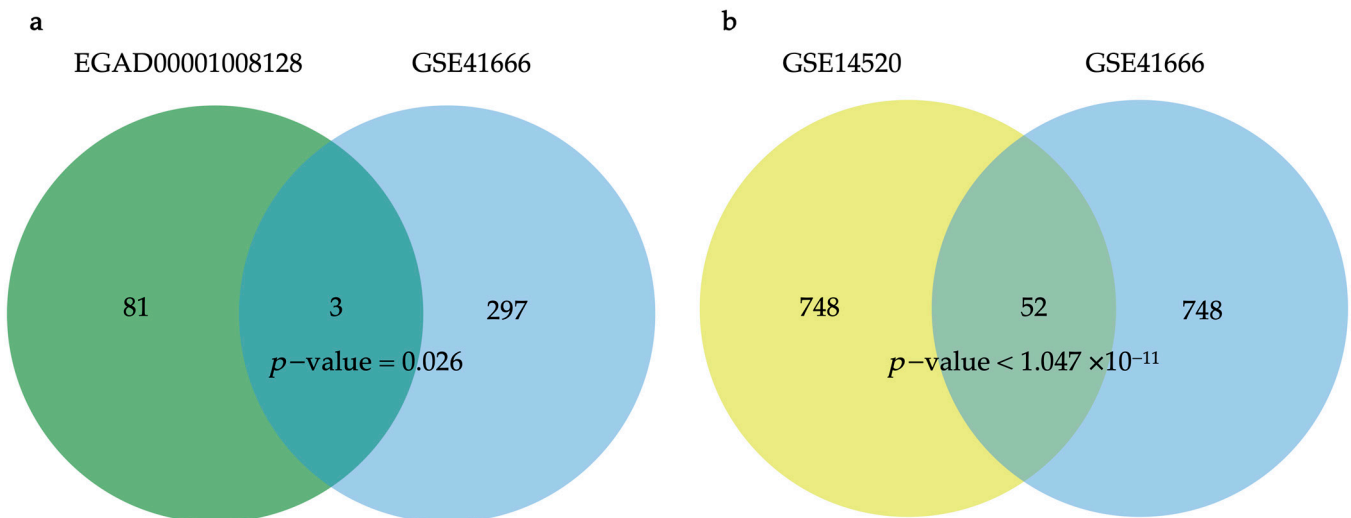 a
EGAD00001008128 GSE41666
81 3 297
p−value = 0.026
b
GSE14520 GSE41666
748 52 748
p−value < 1.047 ×10⁻¹¹